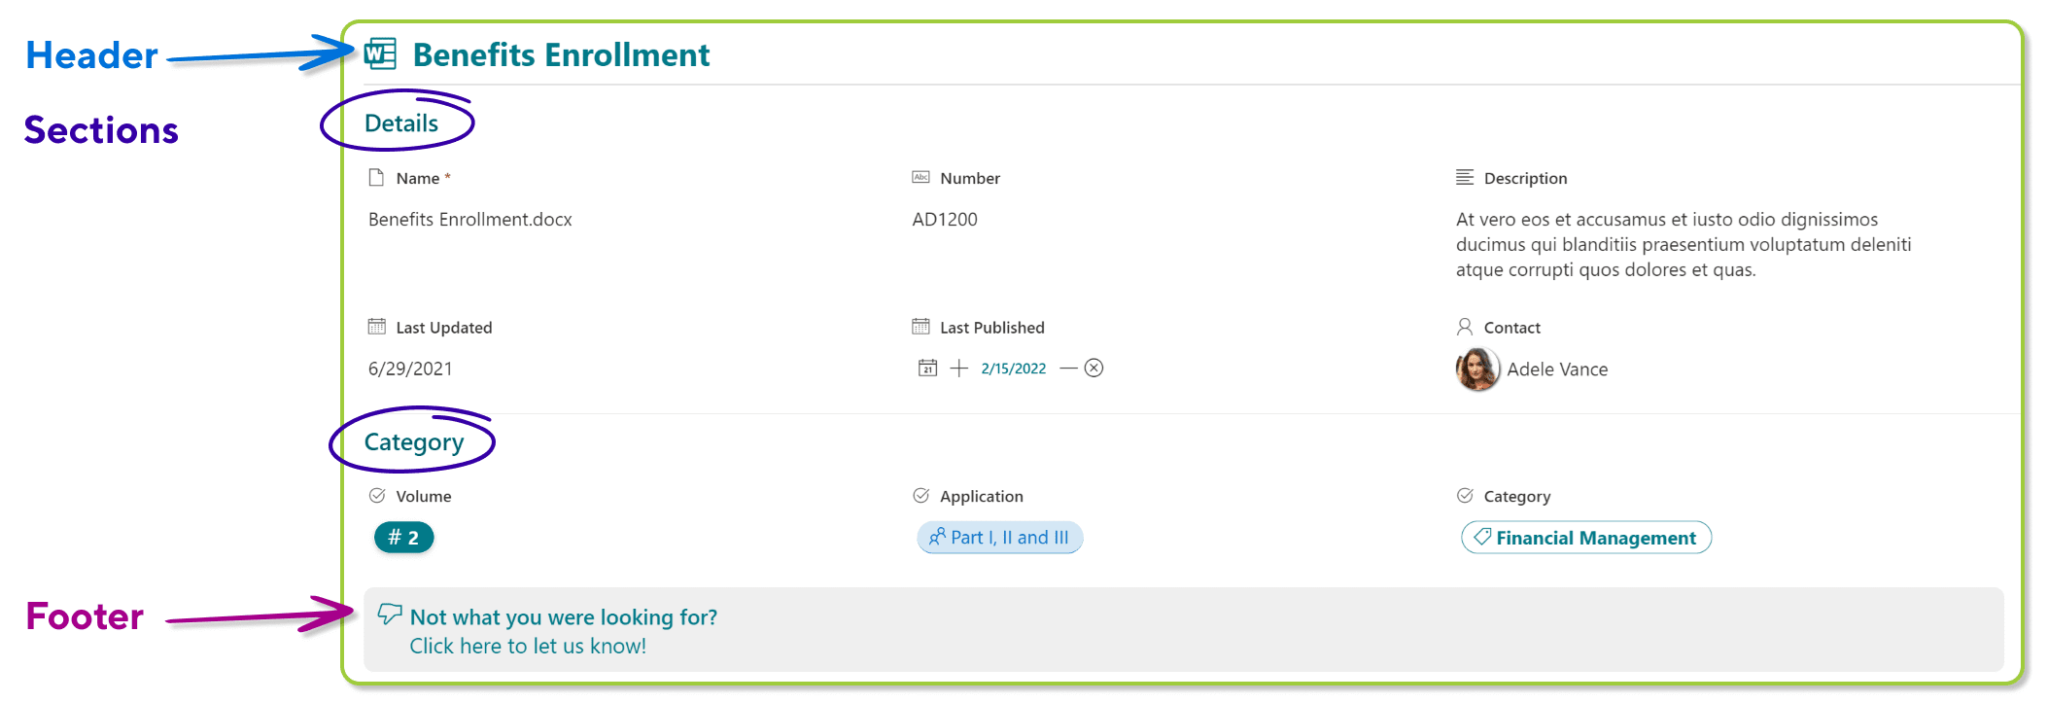 Header
Benefits Enrollment
Sections
Details
Name *
Number
Description
Benefits Enrollment.docx
AD1200
At vero eos et accusamus et iusto odio dignissimos
ducimus qui blanditiis praesentium voluptatum deleniti
atque corrupti quos dolores et quas.
Last Updated
Last Published
Contact
6/29/2021
2/15/2022
Adele Vance
Category
Volume
Application
Category
# 2
Part I, II and III
Financial Management
Footer
Not what you were looking for?
Click here to let us know!